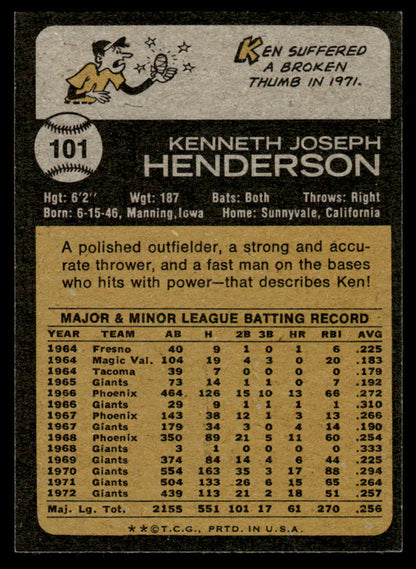 KEN SUFFERED
A BROKEN
THUMB IN 1971.
101
KENNETH JOSEPH
HENDERSON
Hgt: 6'2" Wgt: 187 Bats: Both Throws: Right
Born: 6-15-46, Manning, Iowa Home: Sunnyvale, California
A polished outfielder, a strong and accu-
rate thrower, and a fast man on the bases
who hits with power—that describes Ken!
MAJOR & MINOR LEAGUE BATTING RECORD
YEAR TEAM AB H 2B 3B HR RBI AVG
1964 Fresno 40 9 1 0 1 6 .225
1964 Magic Val. 104 19 4 3 0 20 .183
1964 Tacoma 39 7 0 0 0 0 .179
1965 Giants 73 14 1 1 0 7 .192
1966 Phoenix 464 126 15 10 13 66 .272
1966 Giants 29 9 1 1 1 1 .310
1967 Phoenix 143 38 11 2 3 13 .266
1967 Giants 179 34 3 0 4 14 .190
1968 Phoenix 350 89 21 5 11 60 .254
1968 Giants 3 1 0 0 0 0 .333
1969 Giants 374 84 14 4 6 44 .225
1970 Giants 554 163 35 3 17 88 .294
1971 Giants 504 133 26 6 15 65 .264
1972 Giants 439 113 21 2 18 51 .257
Maj. Lg. Tot. 2155 551 101 17 61 270 .256
**©T.C.G., PRTD. IN U.S.A.